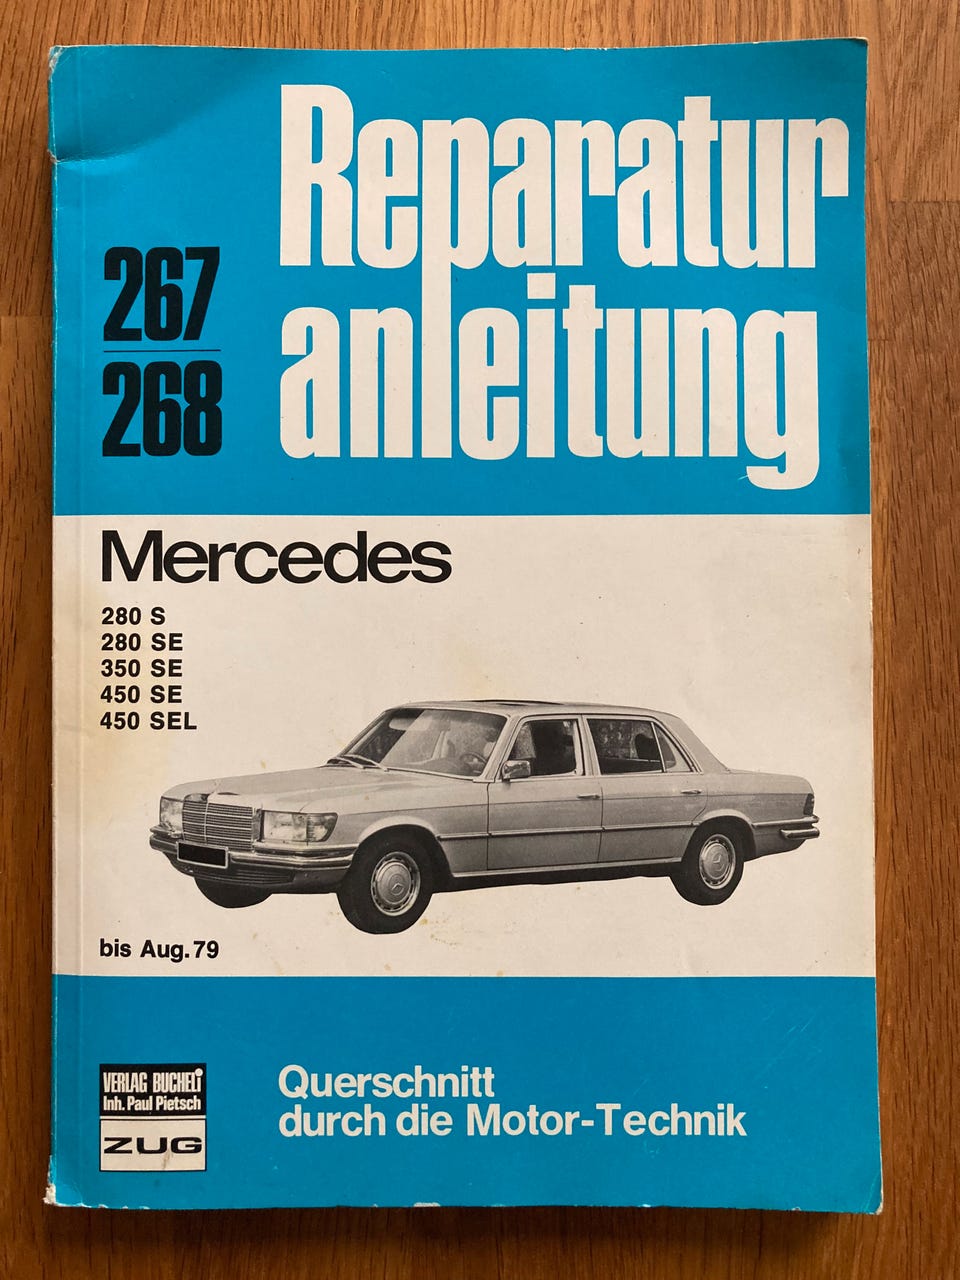 Reparatur
anleitung
267
268
Mercedes
280 S
280 SE
350 SE
450 SE
450 SEL
bis Aug. 79
VERLAG BUCHELi
Inh. Paul Pietsch
ZUG
Querschnitt
durch die Motor-Technik